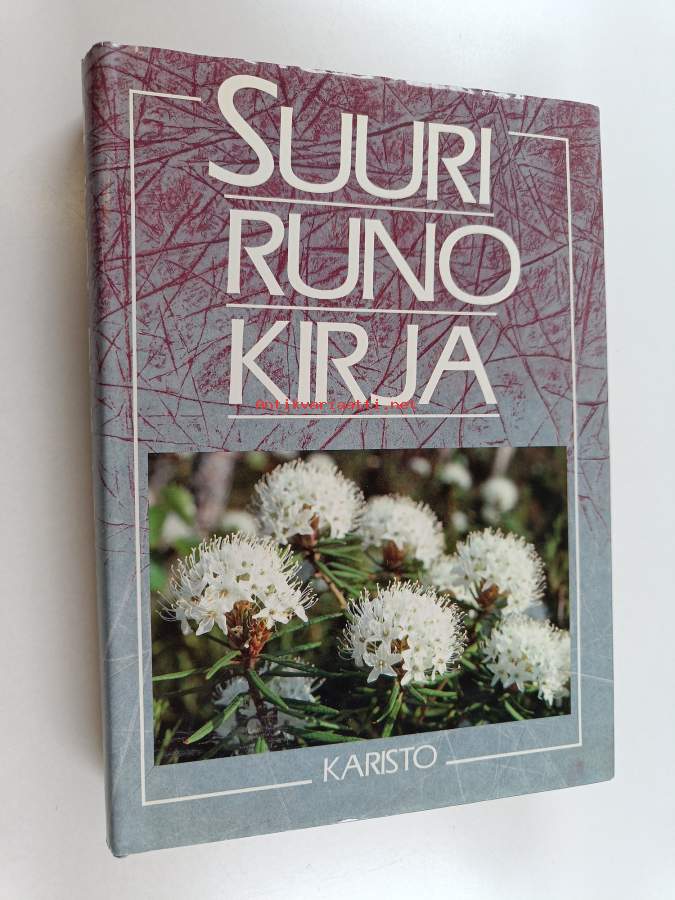 SUURI
RUNO
KIRJA
Antikvariaatti.net
KARISTO